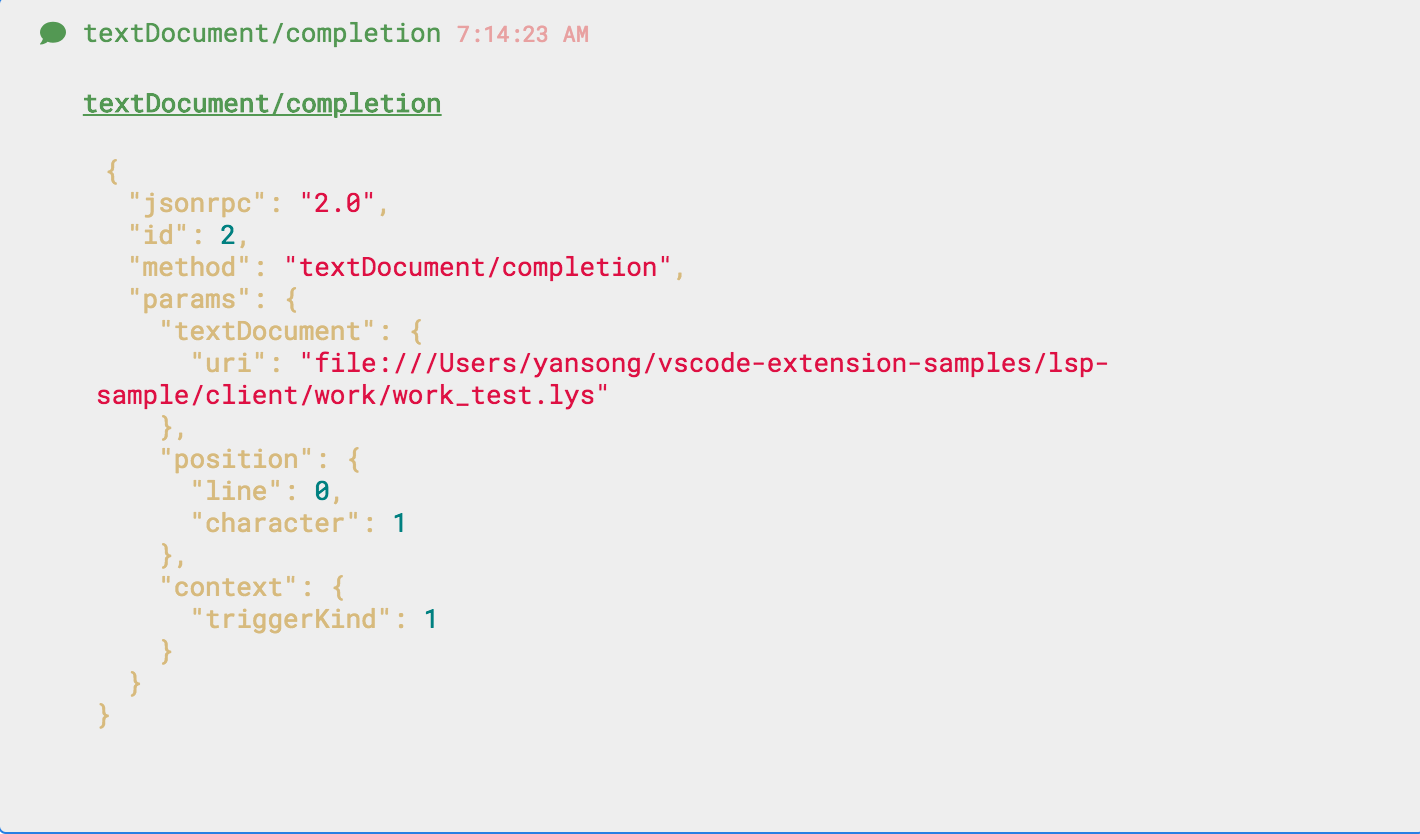 textDocument/completion 7:14:23 AM
textDocument/completion
{
"jsonrpc": "2.0",
"id": 2,
"method": "textDocument/completion",
"params": {
"textDocument": {
"uri": "file:///Users/yansong/vscode-extension-samples/lsp-
sample/client/work/work_test.lys"
},
"position": {
"line": 0,
"character": 1
},
"context": {
"triggerKind": 1
}
}
}